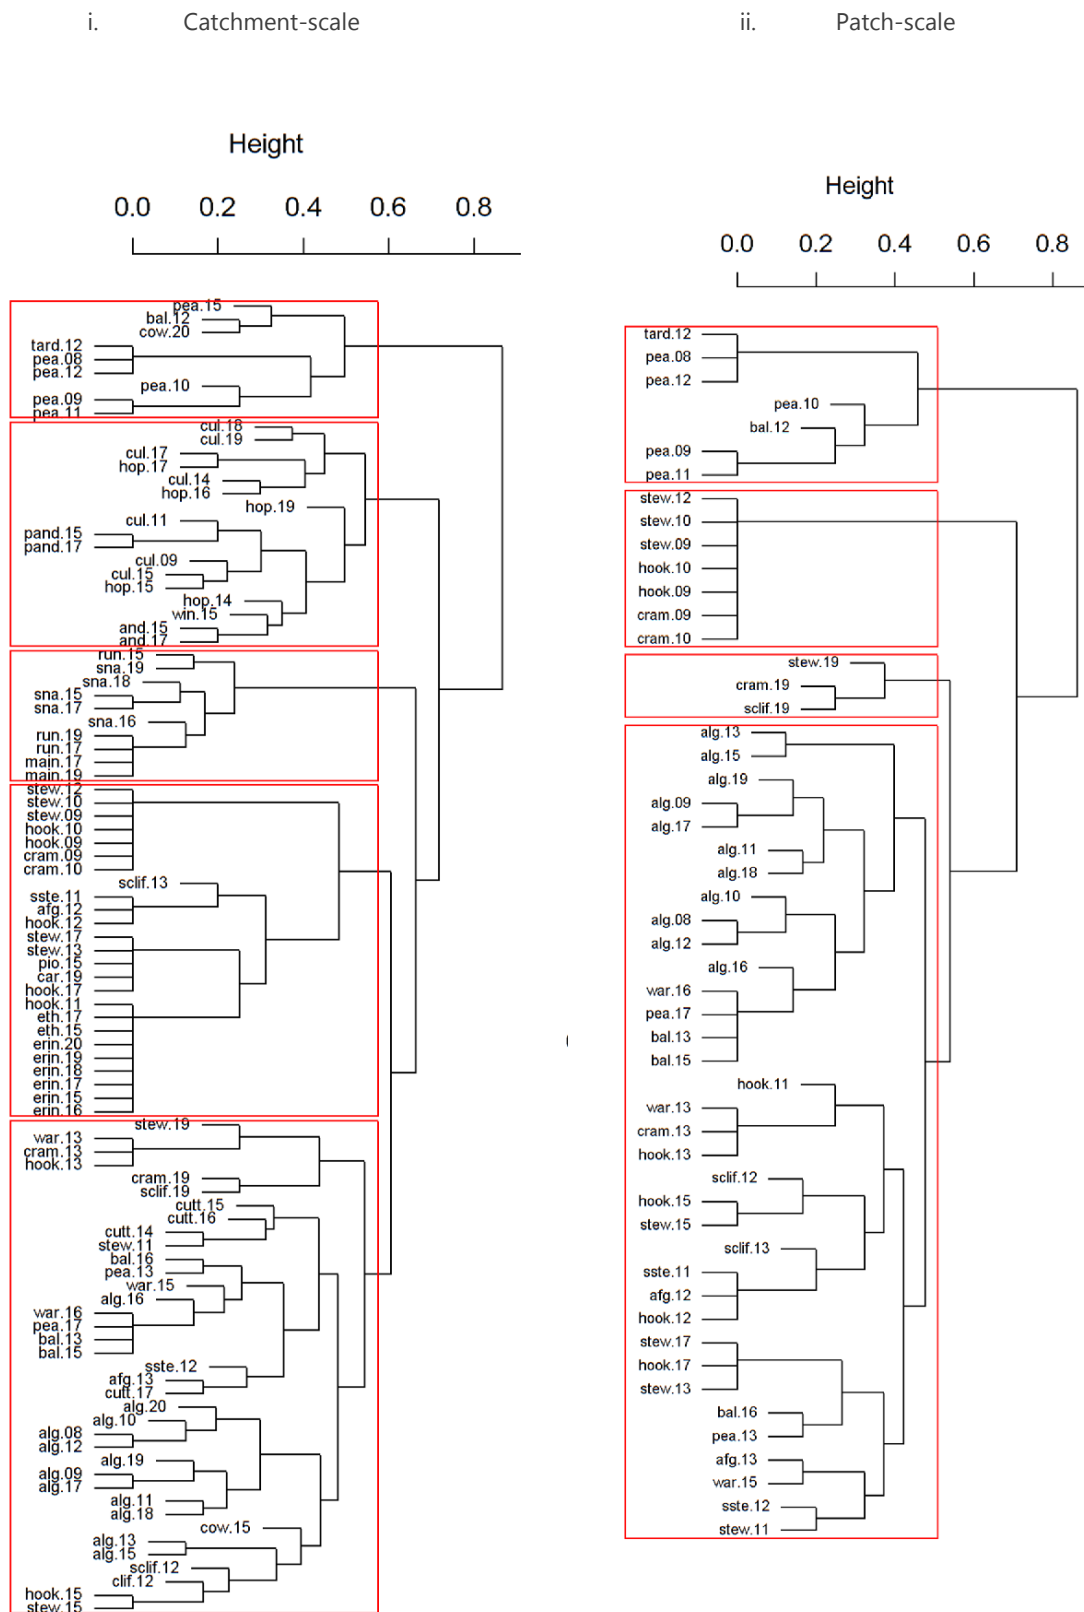 i. Catchment-scale
Height
0.0 0.2 0.4 0.6 0.8
pea.15
bal.12
cow.20
tard.12
pea.08
pea.12
pea.10
pea.09
pea.11
cul.18
cul.19
cul.17
hop.17
cul.14
hop.16
hop.19
cul.11
pand.15
pand.17
cul.09
cul.15
hop.15
hop.14
win.15
and.15
and.17
run.15
sna.19
sna.18
sna.15
sna.17
sna.16
run.19
run.17
main.17
main.19
stew.12
stew.10
stew.09
hook.10
hook.09
cram.09
cram.10
sclif.13
sste.11
afg.12
hook.12
stew.17
stew.13
pio.15
car.19
hook.17
hook.11
eth.17
eth.15
erin.20
erin.19
erin.18
erin.17
erin.15
erin.16
stew.19
war.13
cram.13
hook.13
cram.19
sclif.19
cutt.15
cutt.16
cutt.14
stew.11
bal.16
pea.13
war.15
alg.16
war.16
pea.17
bal.13
bal.15
sste.12
afg.13
cutt.17
alg.20
alg.10
alg.08
alg.12
alg.19
alg.09
alg.17
alg.11
alg.18
cow.15
alg.13
alg.15
sclif.12
clif.12
hook.15
stew.15
ii. Patch-scale
Height
0.0 0.2 0.4 0.6 0.8
tard.12
pea.08
pea.12
pea.10
bal.12
pea.09
pea.11
stew.12
stew.10
stew.09
hook.10
hook.09
cram.09
cram.10
stew.19
cram.19
sclif.19
alg.13
alg.15
alg.19
alg.09
alg.17
alg.11
alg.18
alg.10
alg.08
alg.12
alg.16
war.16
pea.17
bal.13
bal.15
hook.11
war.13
cram.13
hook.13
sclif.12
hook.15
stew.15
sclif.13
sste.11
afg.12
hook.12
stew.17
hook.17
stew.13
bal.16
pea.13
afg.13
war.15
sste.12
stew.11